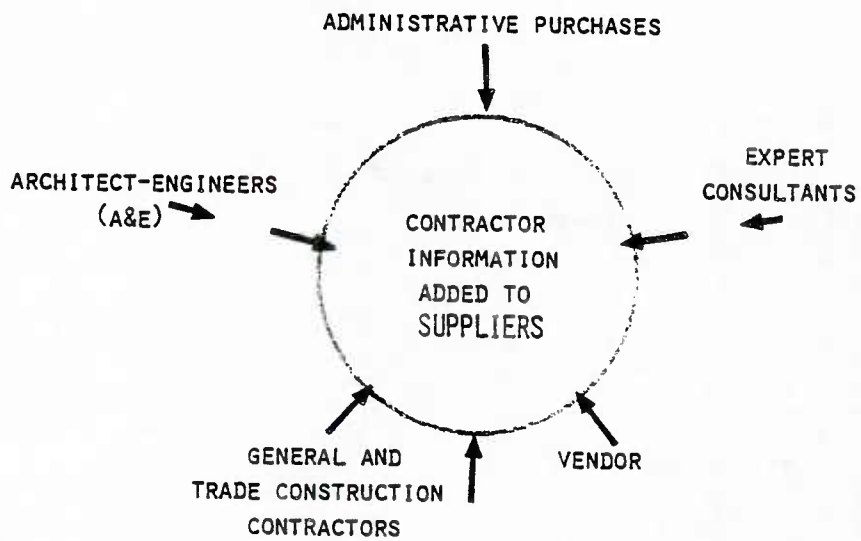 ADMINISTRATIVE PURCHASES
ARCHITECT-ENGINEERS
(A&E)
EXPERT
CONSULTANTS
CONTRACTOR
INFORMATION
ADDED TO
SUPPLIERS
GENERAL AND
TRADE CONSTRUCTION
CONTRACTORS
VENDOR